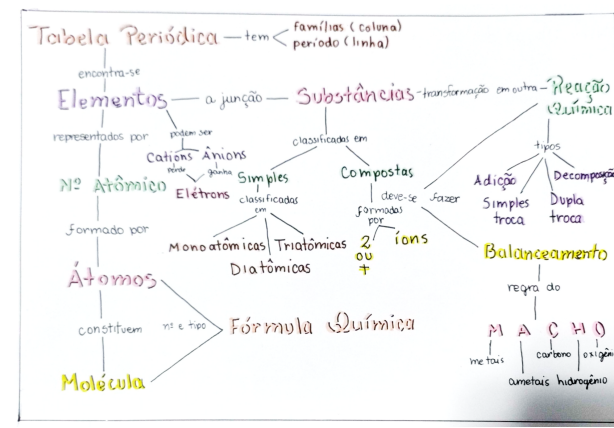 Tabela Periódica tem famílias (coluna)
período (linha)
encontra-se
Elementos a junção Substâncias transformação em outra Reação
Química
representados por podem ser classificadas em tipos
Cations Ânions
perde ganha
Elétrons
Simples Compostas
Adição Decomposição
Simples troca Dupla troca
Nº Atômico
classificadas em
formadas por
deve-se fazer
formado por
Monoatômicas Triatômicas
Diatômicas
2 ou + íons
Balanceamento
regra do
Átomos
constituem nº e tipo Fórmula Química
Molécula
M A C H O
metais carbono oxigêni
ametais hidrogênio